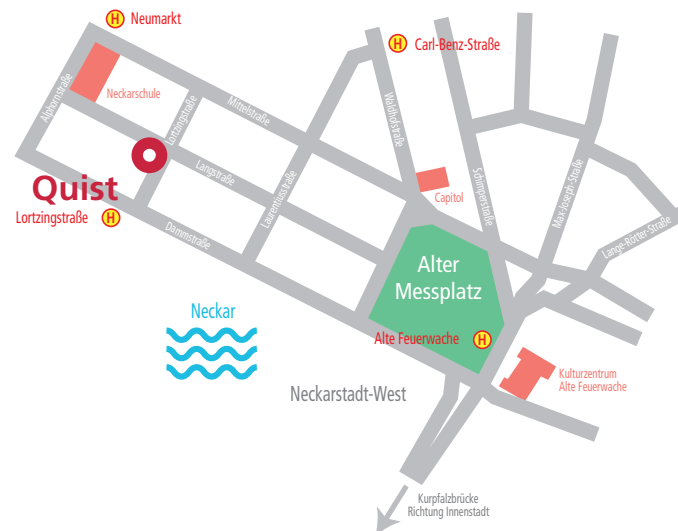 H Neumarkt
H Carl-Benz-Straße
Neckarschule
Alphornstraße
Lortzingstraße
Mittelstraße
Waldhofstraße
Langstraße
Laurentiusstraße
Schimperstraße
Max-Joseph-Straße
Capitol
Quist
Lortzingstraße H
Dammstraße
Lange-Rötter-Straße
Alter
Messplatz
Neckar
Alte Feuerwache H
Kulturzentrum
Alte Feuerwache
Neckarstadt-West
Kurpfalzbrücke
Richtung Innenstadt